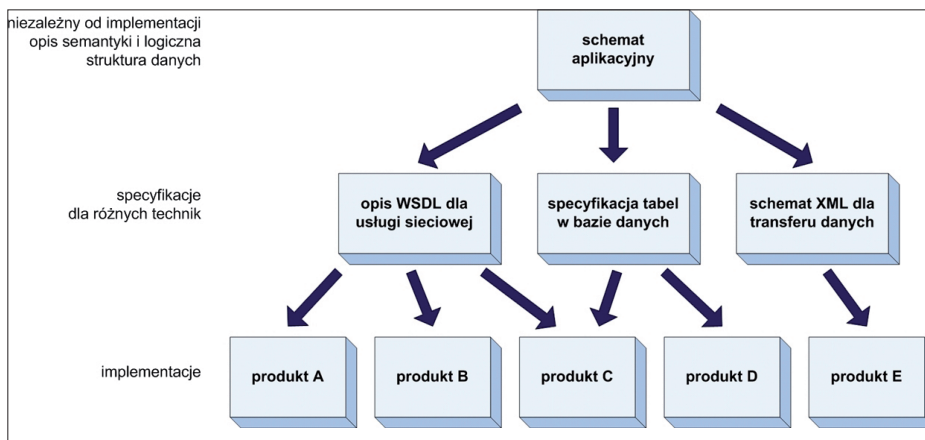 niezależny od implementacji
opis semantyki i logiczna
struktura danych
schemat
aplikacyjny
specyfikacje
dla różnych technik
opis WSDL dla
usługi sieciowej
specyfikacja tabel
w bazie danych
schemat XML dla
transferu danych
implementacje
produkt A
produkt B
produkt C
produkt D
produkt E